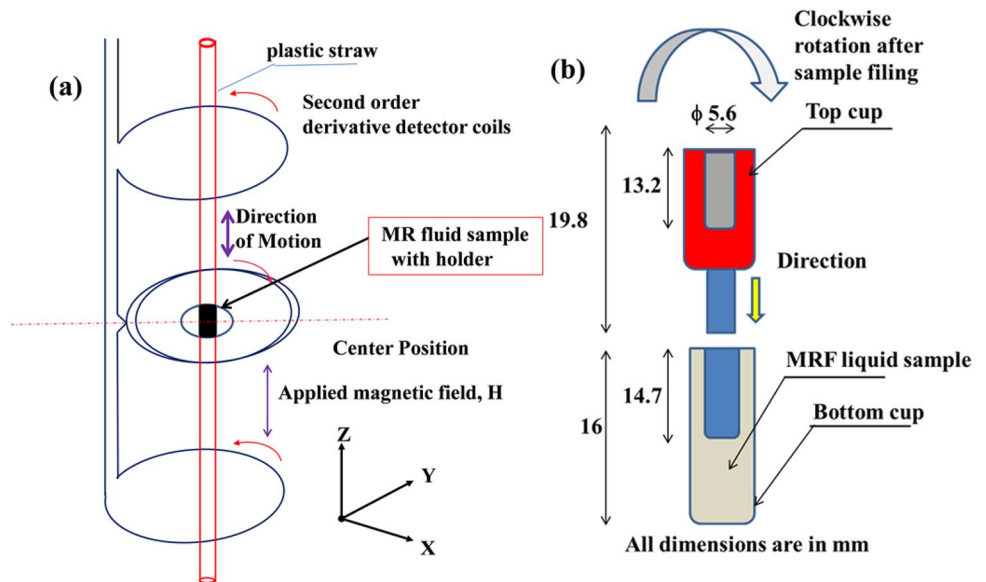 (a)
plastic straw
Second order
derivative detector coils
Direction
of Motion
MR fluid sample
with holder
Center Position
Applied magnetic field, H
Z
Y
X
(b)
Clockwise
rotation after
sample filing
ϕ 5.6
Top cup
13.2
19.8
Direction
MRF liquid sample
14.7
Bottom cup
16
All dimensions are in mm